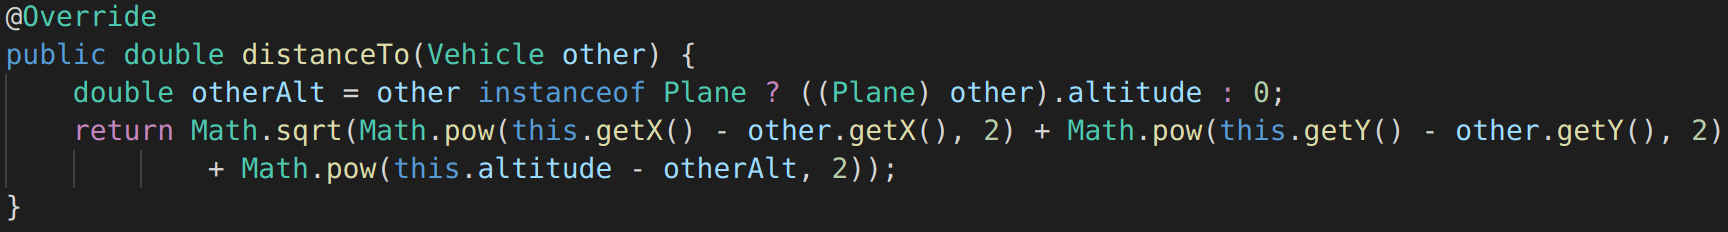 @Override
public double distanceTo(Vehicle other) {
    double otherAlt = other instanceof Plane ? ((Plane) other).altitude : 0;
    return Math.sqrt(Math.pow(this.getX() - other.getX(), 2) + Math.pow(this.getY() - other.getY(), 2)
            + Math.pow(this.altitude - otherAlt, 2));
}